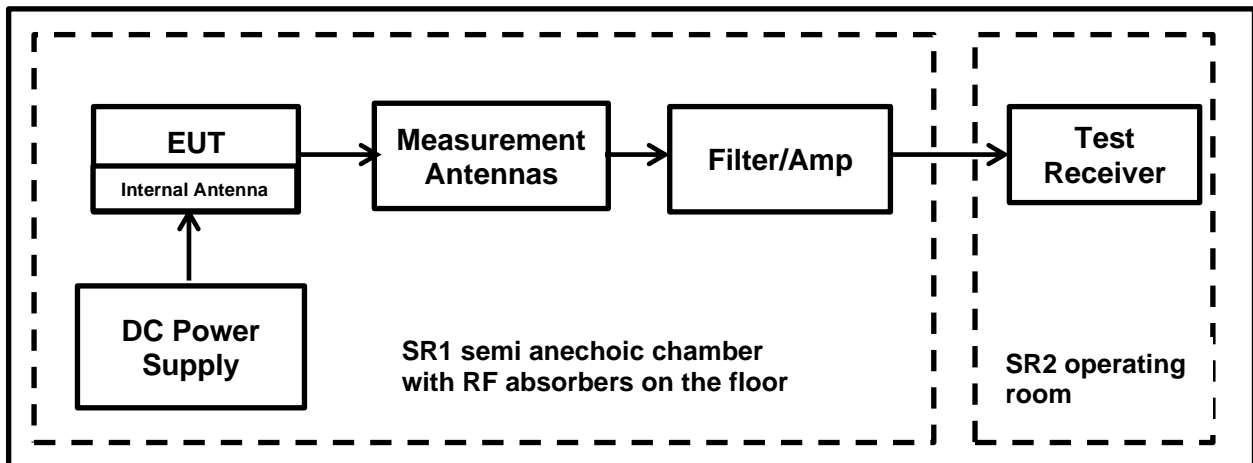 EUT
Internal Antenna
Measurement
Antennas
Filter/Amp
Test
Receiver
DC Power
Supply
SR1 semi anechoic chamber
with RF absorbers on the floor
SR2 operating
room